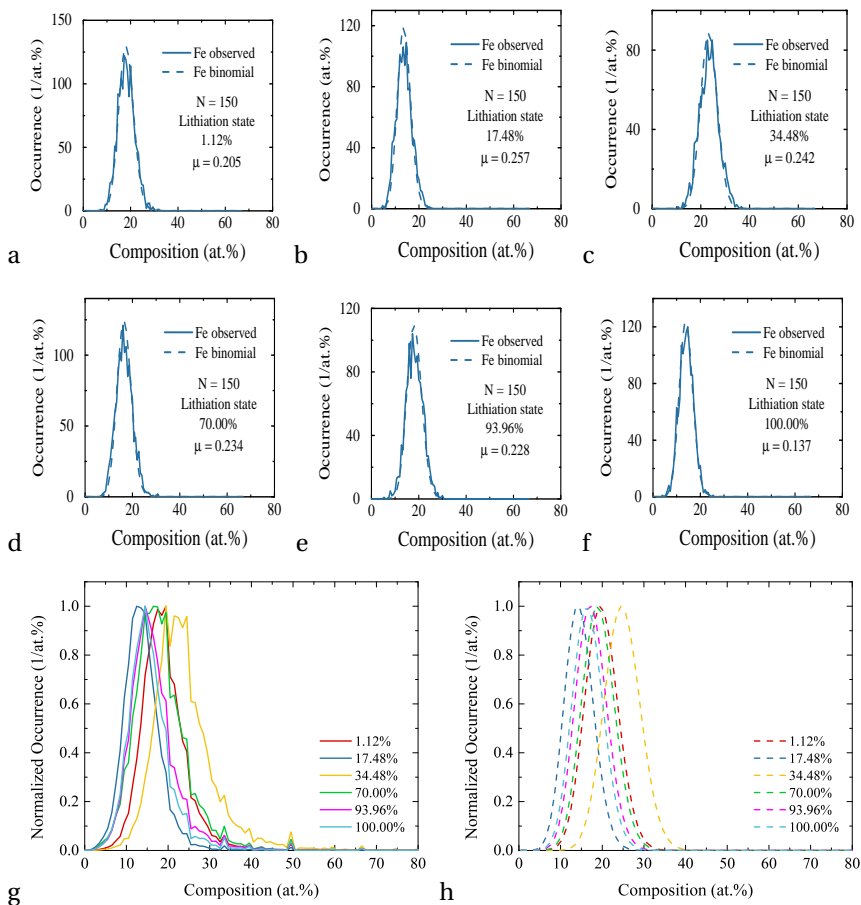 150
120
90
60
30
0
Occurrence (1/at.%)
Fe observed
Fe binomial
N = 150
Lithiation state
1.12%
μ = 0.205
0 20 40 60 80
Composition (at.%)
a
120
80
40
0
Occurrence (at.%)
Fe observed
Fe binomial
N = 150
Lithiation state
17.48%
μ = 0.257
0 20 40 60 80
Composition (at.%)
b
80
40
0
Occurrence (1/at.%)
Fe observed
Fe binomial
N = 150
Lithiation state
34.48%
μ = 0.242
0 20 40 60 80
Composition (at.%)
c
100
50
0
Occurrence (1/at.%)
Fe observed
Fe binomial
N = 150
Lithiation state
70.00%
μ = 0.234
0 20 40 60 80
Composition (at.%)
d
120
80
40
0
Occurrence (1/at.%)
Fe observed
Fe binomial
N = 150
Lithiation state
93.96%
μ = 0.228
0 20 40 60 80
Composition (at.%)
e
120
80
40
0
Occurrence (1/at.%)
Fe observed
Fe binomial
N = 150
Lithiation state
100.00%
μ = 0.137
0 20 40 60 80
Composition (at.%)
f
1.0
0.8
0.6
0.4
0.2
0.0
Normalized Occurrence (1/at.%)
1.12%
17.48%
34.48%
70.00%
93.96%
100.00%
0 10 20 30 40 50 60 70 80
Composition (at.%)
g
1.0
0.8
0.6
0.4
0.2
0.0
Normalized Occurrence (1/at.%)
1.12%
17.48%
34.48%
70.00%
93.96%
100.00%
0 10 20 30 40 50 60 70 80
Composition (at.%)
h